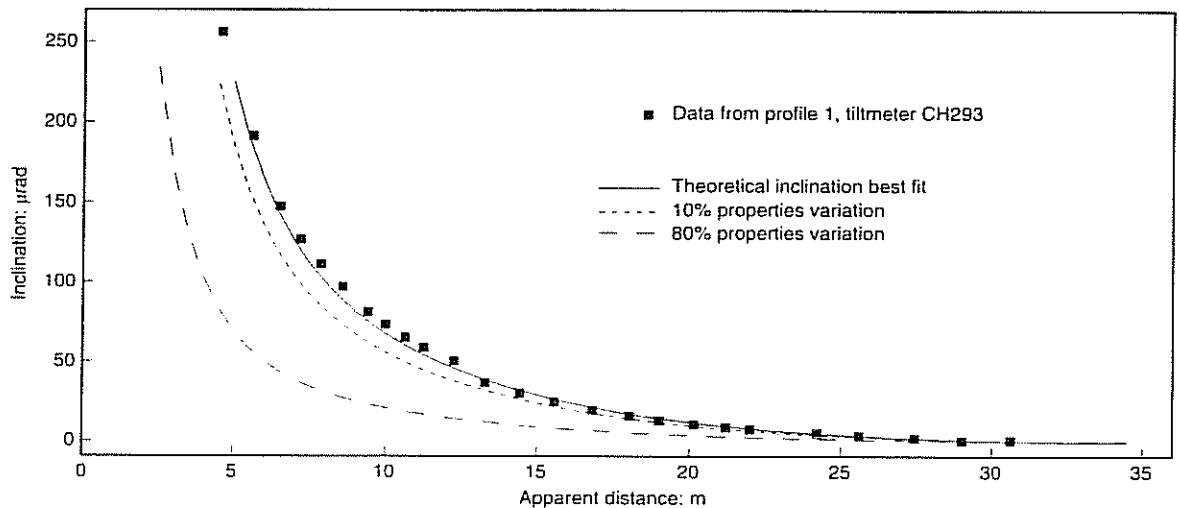 250
200
150
100
50
0
Inclination: μrad
Data from profile 1, tiltmeter CH293
Theoretical inclination best fit
10% properties variation
80% properties variation
0 5 10 15 20 25 30 35
Apparent distance: m